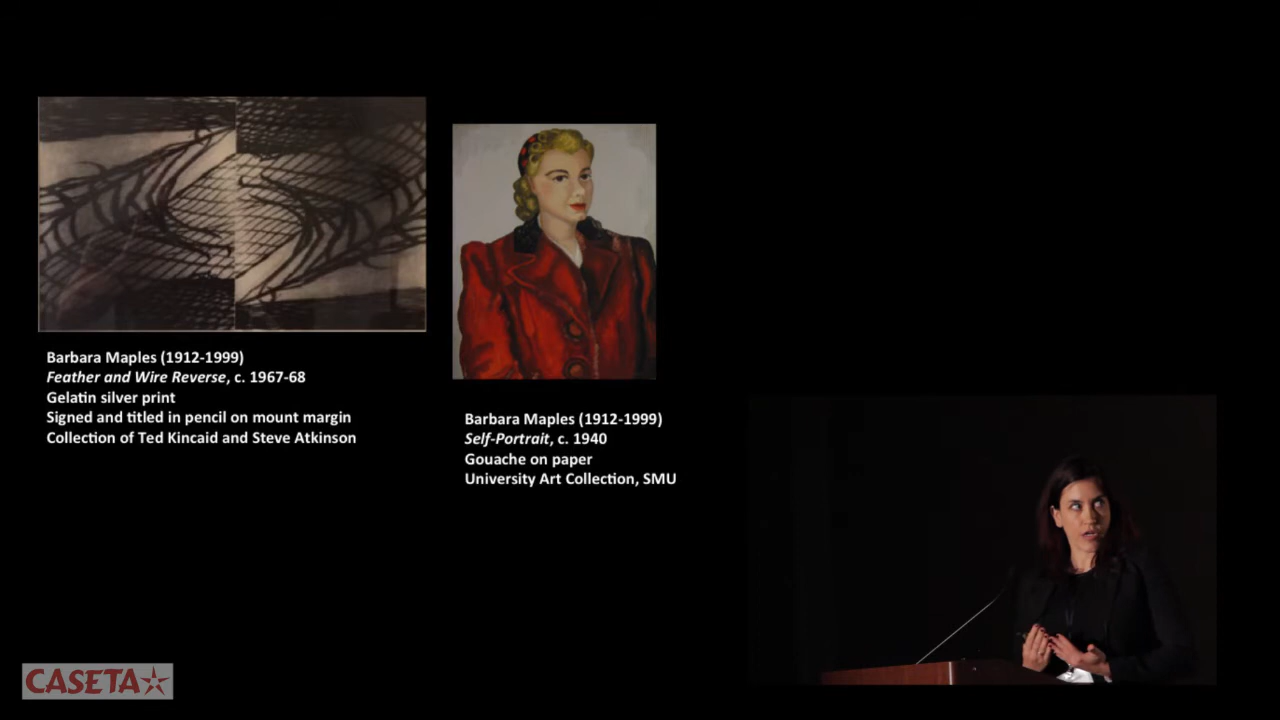 Barbara Maples (1912-1999)
Feather and Wire Reverse, c. 1967-68
Gelatin silver print
Signed and titled in pencil on mount margin
Collection of Ted Kincaid and Steve Atkinson
Barbara Maples (1912-1999)
Self-Portrait, c. 1940
Gouache on paper
University Art Collection, SMU
CASETA